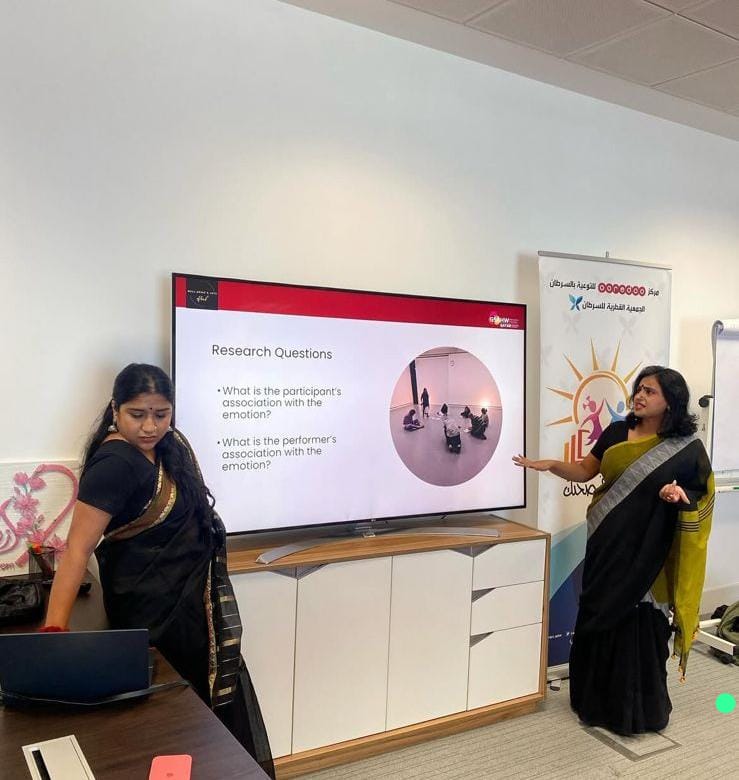 Research Questions
• What is the participant's
association with the
emotion?
• What is the performer's
association with the
emotion?
مركز ooredoo للتوعية بالسرطان
الجمعية القطرية للسرطان
صحتك